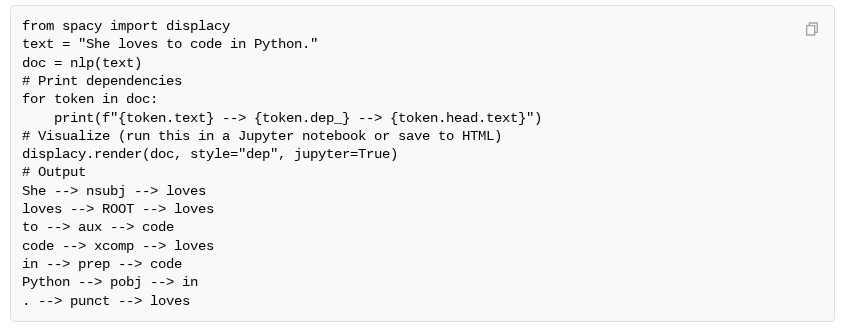 from spacy import displacy
text = "She loves to code in Python."
doc = nlp(text)
# Print dependencies
for token in doc:
    print(f"{token.text} --> {token.dep_} --> {token.head.text}")
# Visualize (run this in a Jupyter notebook or save to HTML)
displacy.render(doc, style="dep", jupyter=True)
# Output
She --> nsubj --> loves
loves --> ROOT --> loves
to --> aux --> code
code --> xcomp --> loves
in --> prep --> code
Python --> pobj --> in
. --> punct --> loves